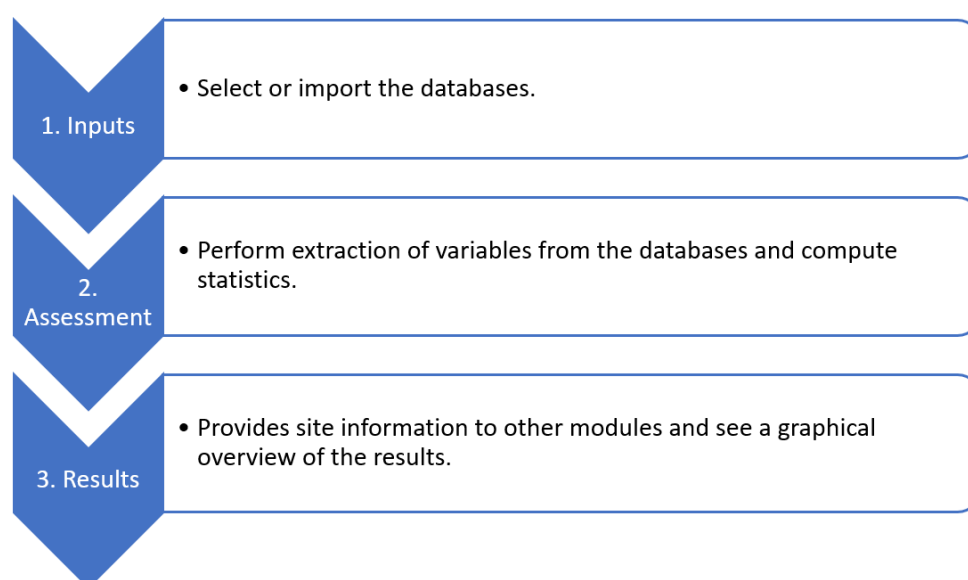 1. Inputs
• Select or import the databases.
2.
Assessment
• Perform extraction of variables from the databases and compute
statistics.
3. Results
• Provides site information to other modules and see a graphical
overview of the results.